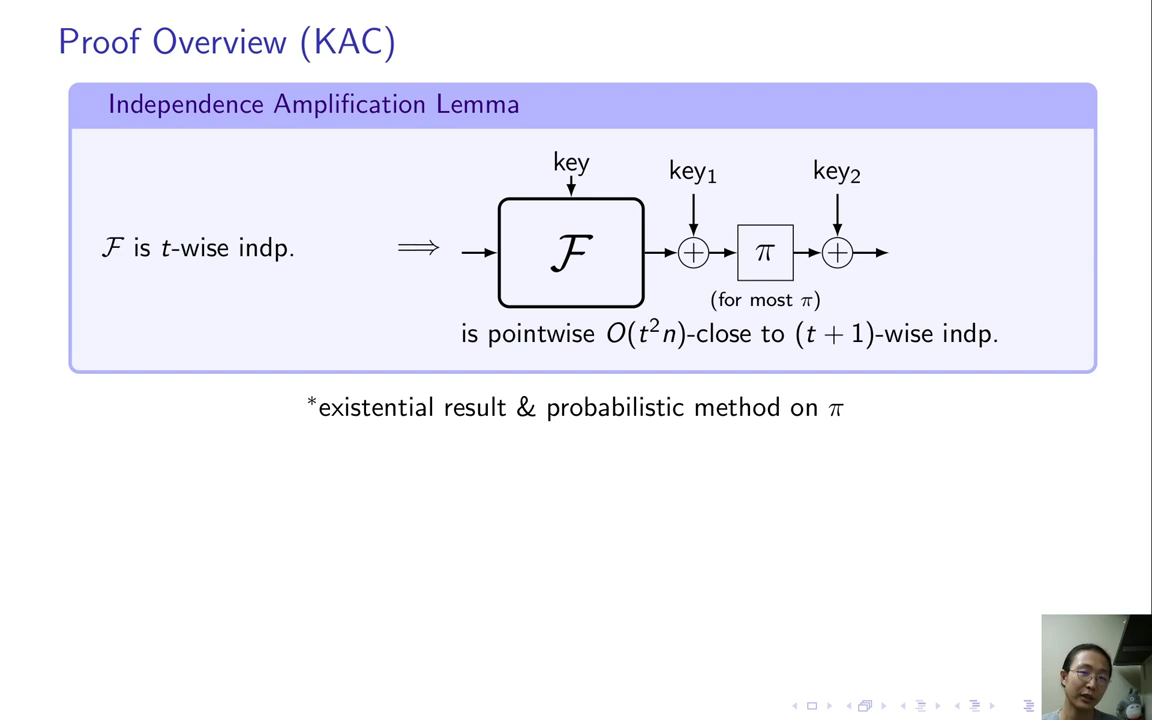 Proof Overview (KAC)
Independence Amplification Lemma
key
key₁ key₂
ℱ is t-wise indp. ⟹ ℱ + π +
(for most π)
is pointwise O(t²n)-close to (t + 1)-wise indp.
*existential result & probabilistic method on π